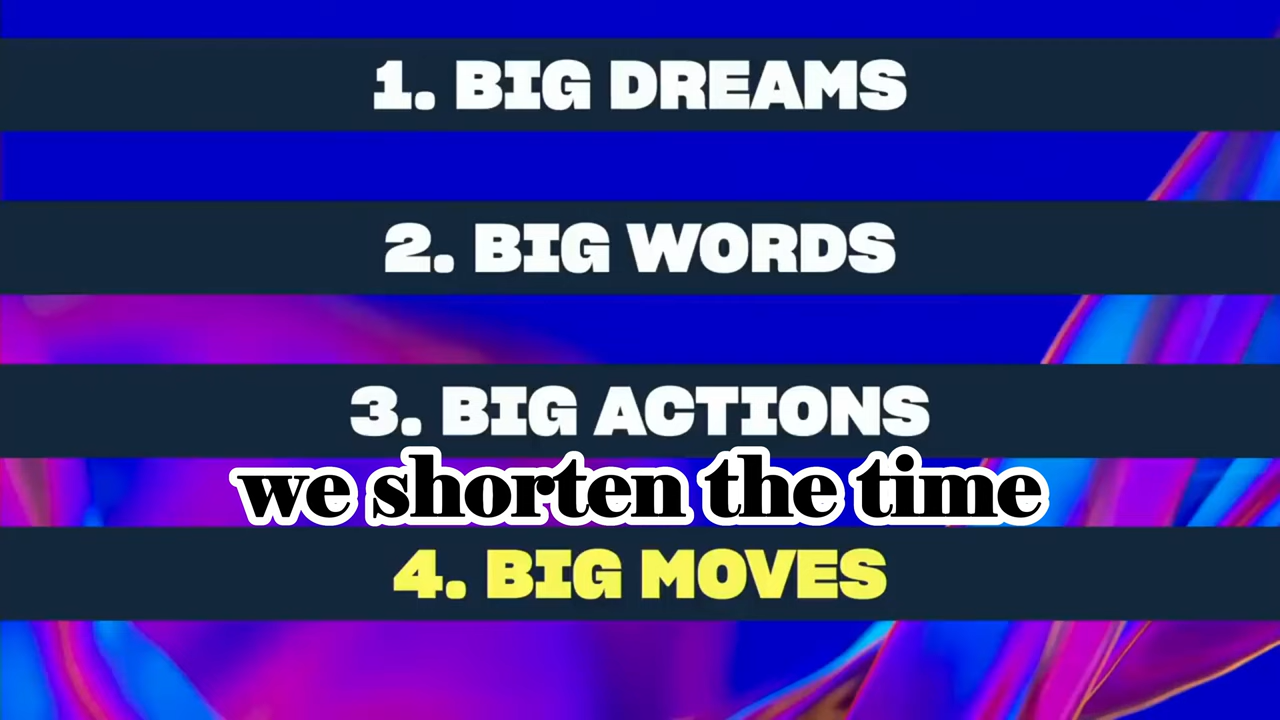 1. BIG DREAMS
2. BIG WORDS
3. BIG ACTIONS
we shorten the time
4. BIG MOVES